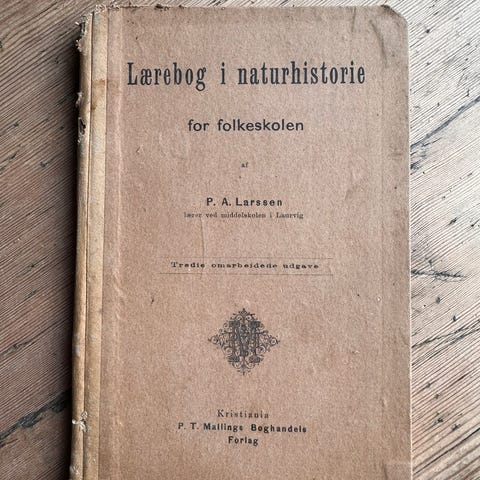 Lærebog i naturhistorie
for folkeskolen
af
P. A. Larssen
lærer ved middelskolen i Laurvig
Tredie omarbeidede udgave
Kristiania
P. T. Mallings Boghandels
Forlag